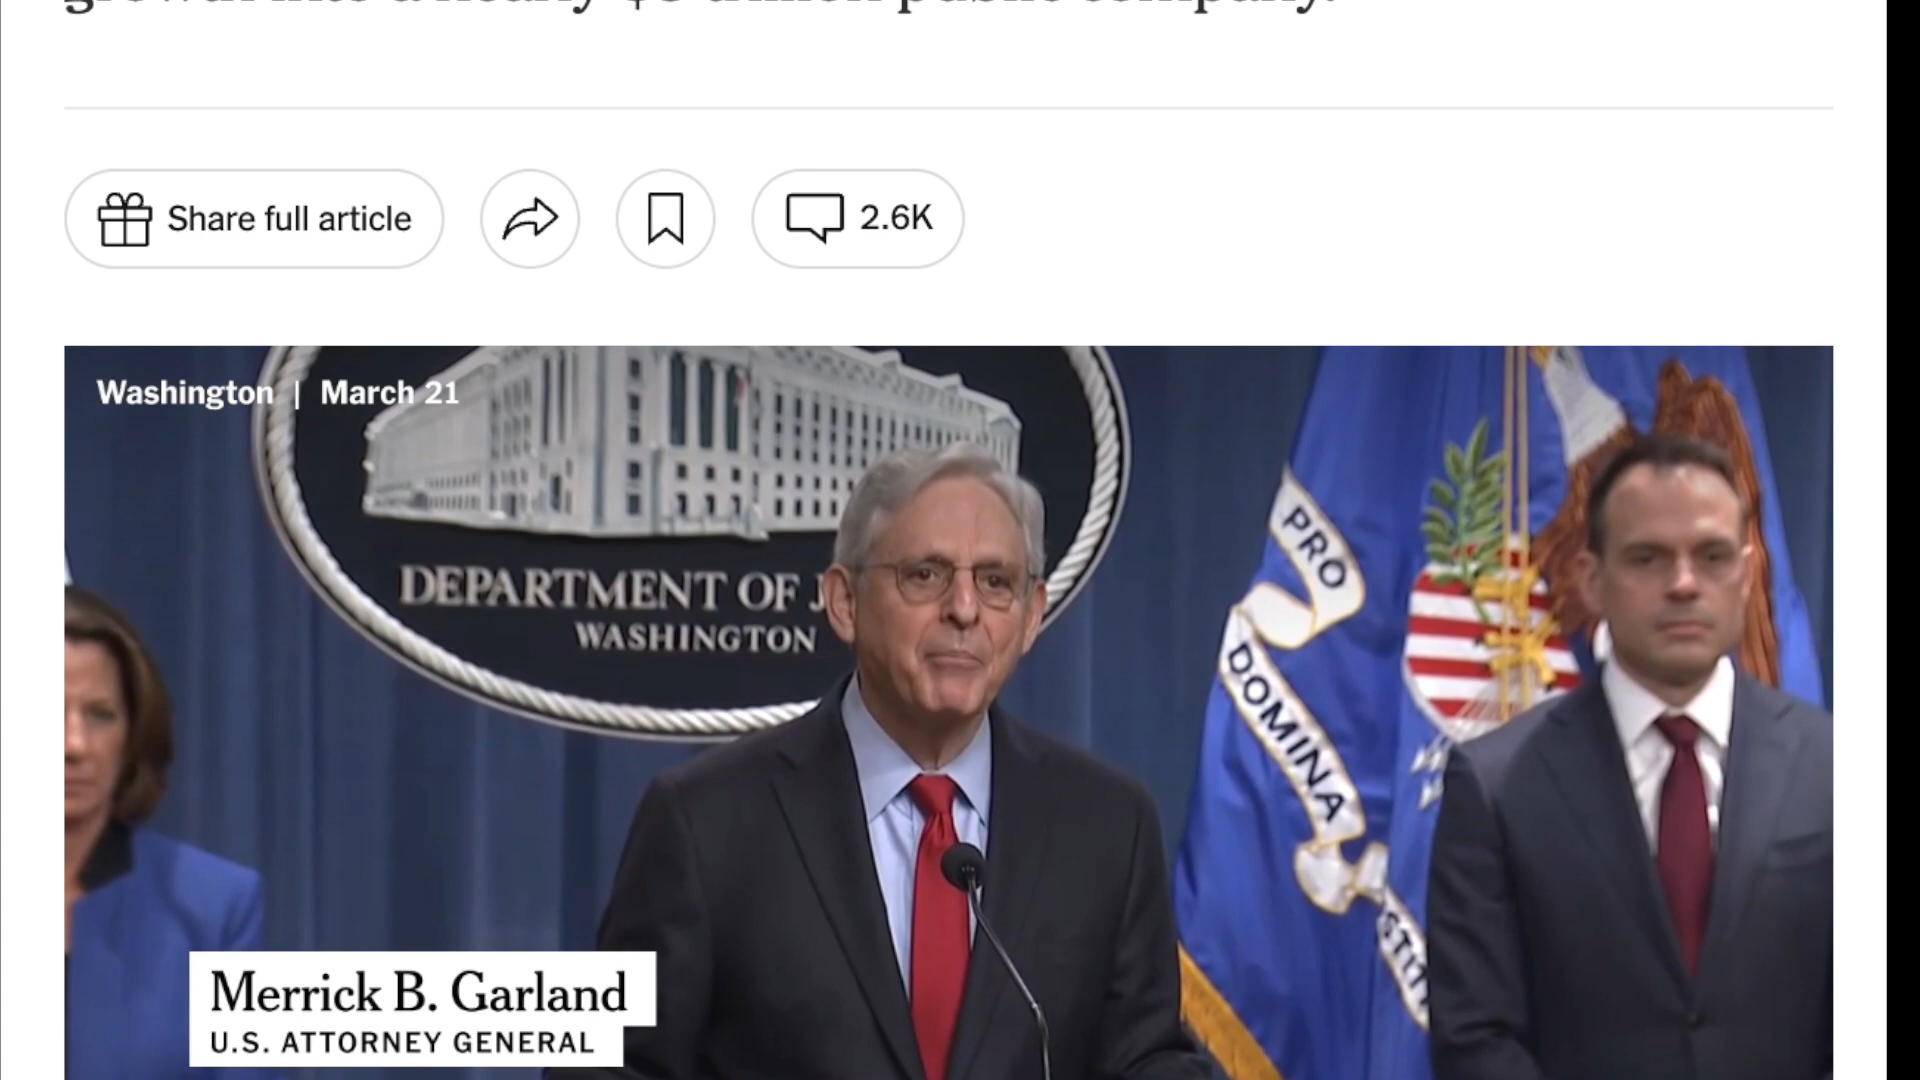 Share full article
2.6K
Washington | March 21
DEPARTMENT OF
WASHINGTON
PRO
DOMINA
Merrick B. Garland
U.S. ATTORNEY GENERAL